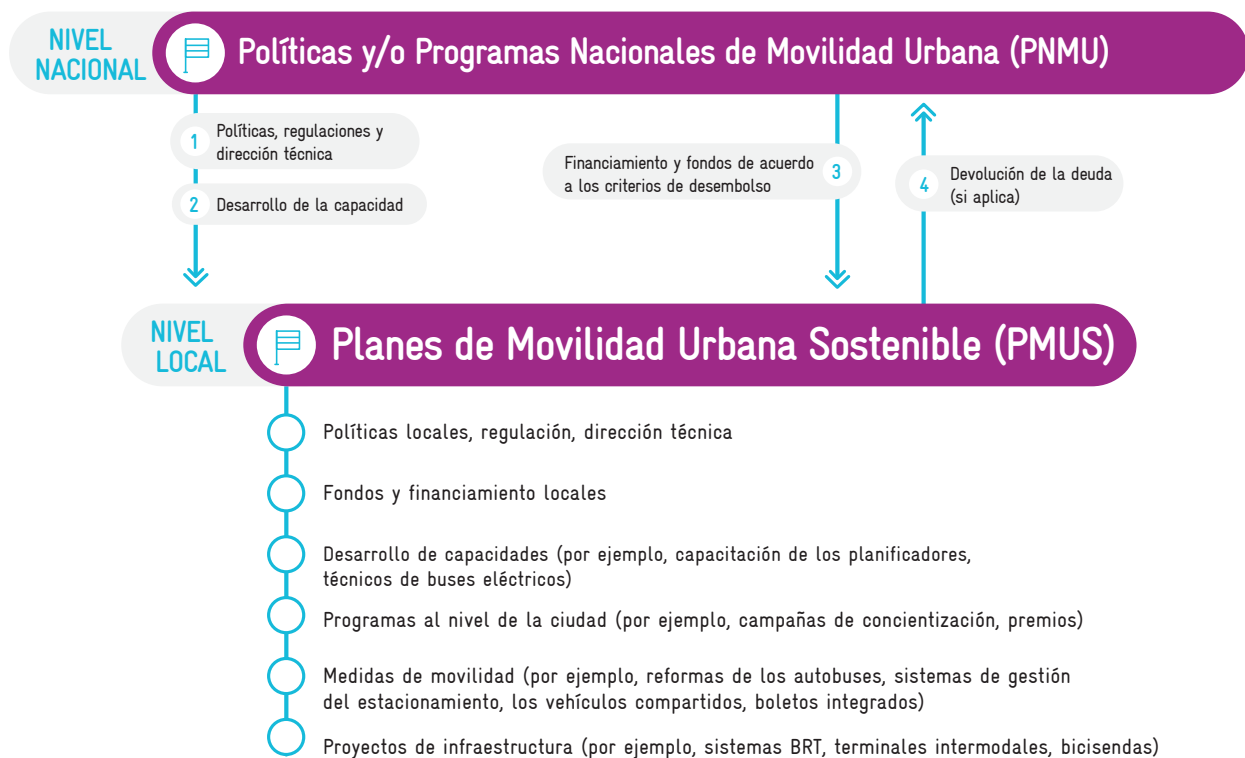 NIVEL
NACIONAL
Políticas y/o Programas Nacionales de Movilidad Urbana (PNMU)
1
Políticas, regulaciones y
dirección técnica
2
Desarrollo de la capacidad
Financiamiento y fondos de acuerdo
a los criterios de desembolso
3
4
Devolución de la deuda
(si aplica)
NIVEL
LOCAL
Planes de Movilidad Urbana Sostenible (PMUS)
Políticas locales, regulación, dirección técnica
Fondos y financiamiento locales
Desarrollo de capacidades (por ejemplo, capacitación de los planificadores,
técnicos de buses eléctricos)
Programas al nivel de la ciudad (por ejemplo, campañas de concientización, premios)
Medidas de movilidad (por ejemplo, reformas de los autobuses, sistemas de gestión
del estacionamiento, los vehículos compartidos, boletos integrados)
Proyectos de infraestructura (por ejemplo, sistemas BRT, terminales intermodales, bicisendas)